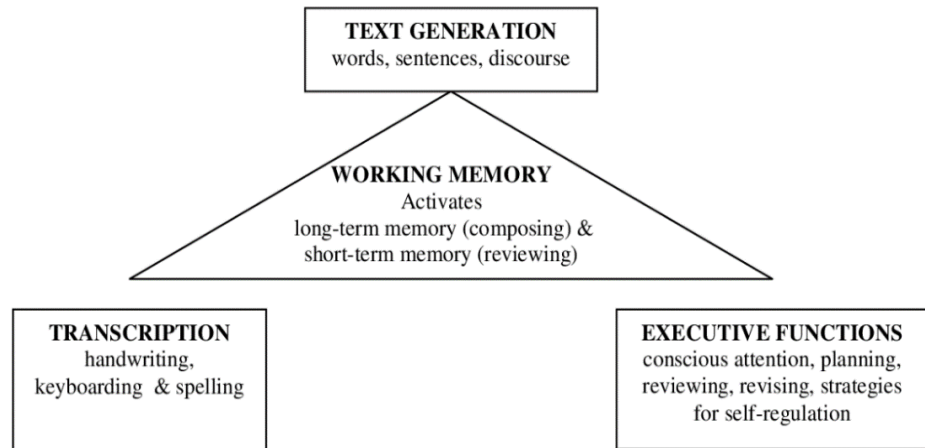 TEXT GENERATION
words, sentences, discourse
WORKING MEMORY
Activates
long-term memory (composing) &
short-term memory (reviewing)
TRANSCRIPTION
handwriting,
keyboarding & spelling
EXECUTIVE FUNCTIONS
conscious attention, planning,
reviewing, revising, strategies
for self-regulation